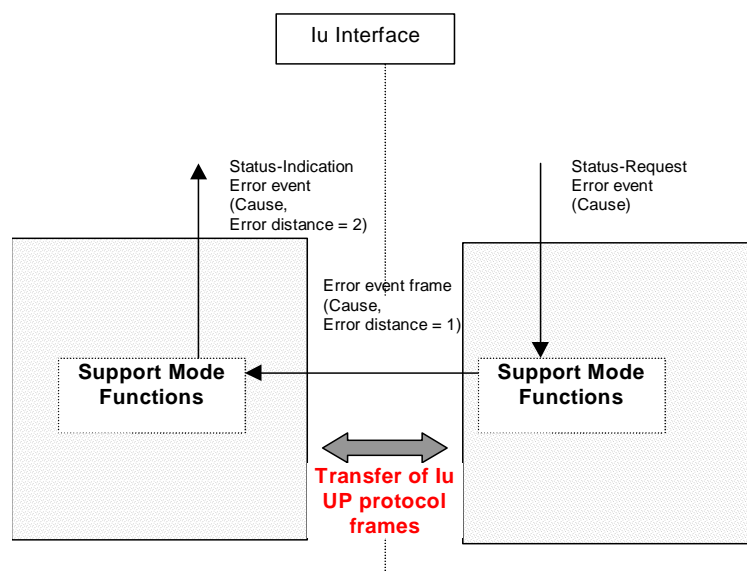 Iu Interface
Status-Indication
Error event
(Cause,
Error distance = 2)
Status-Request
Error event
(Cause)
Error event frame
(Cause,
Error distance = 1)
Support Mode
Functions
Support Mode
Functions
Transfer of Iu
UP protocol
frames